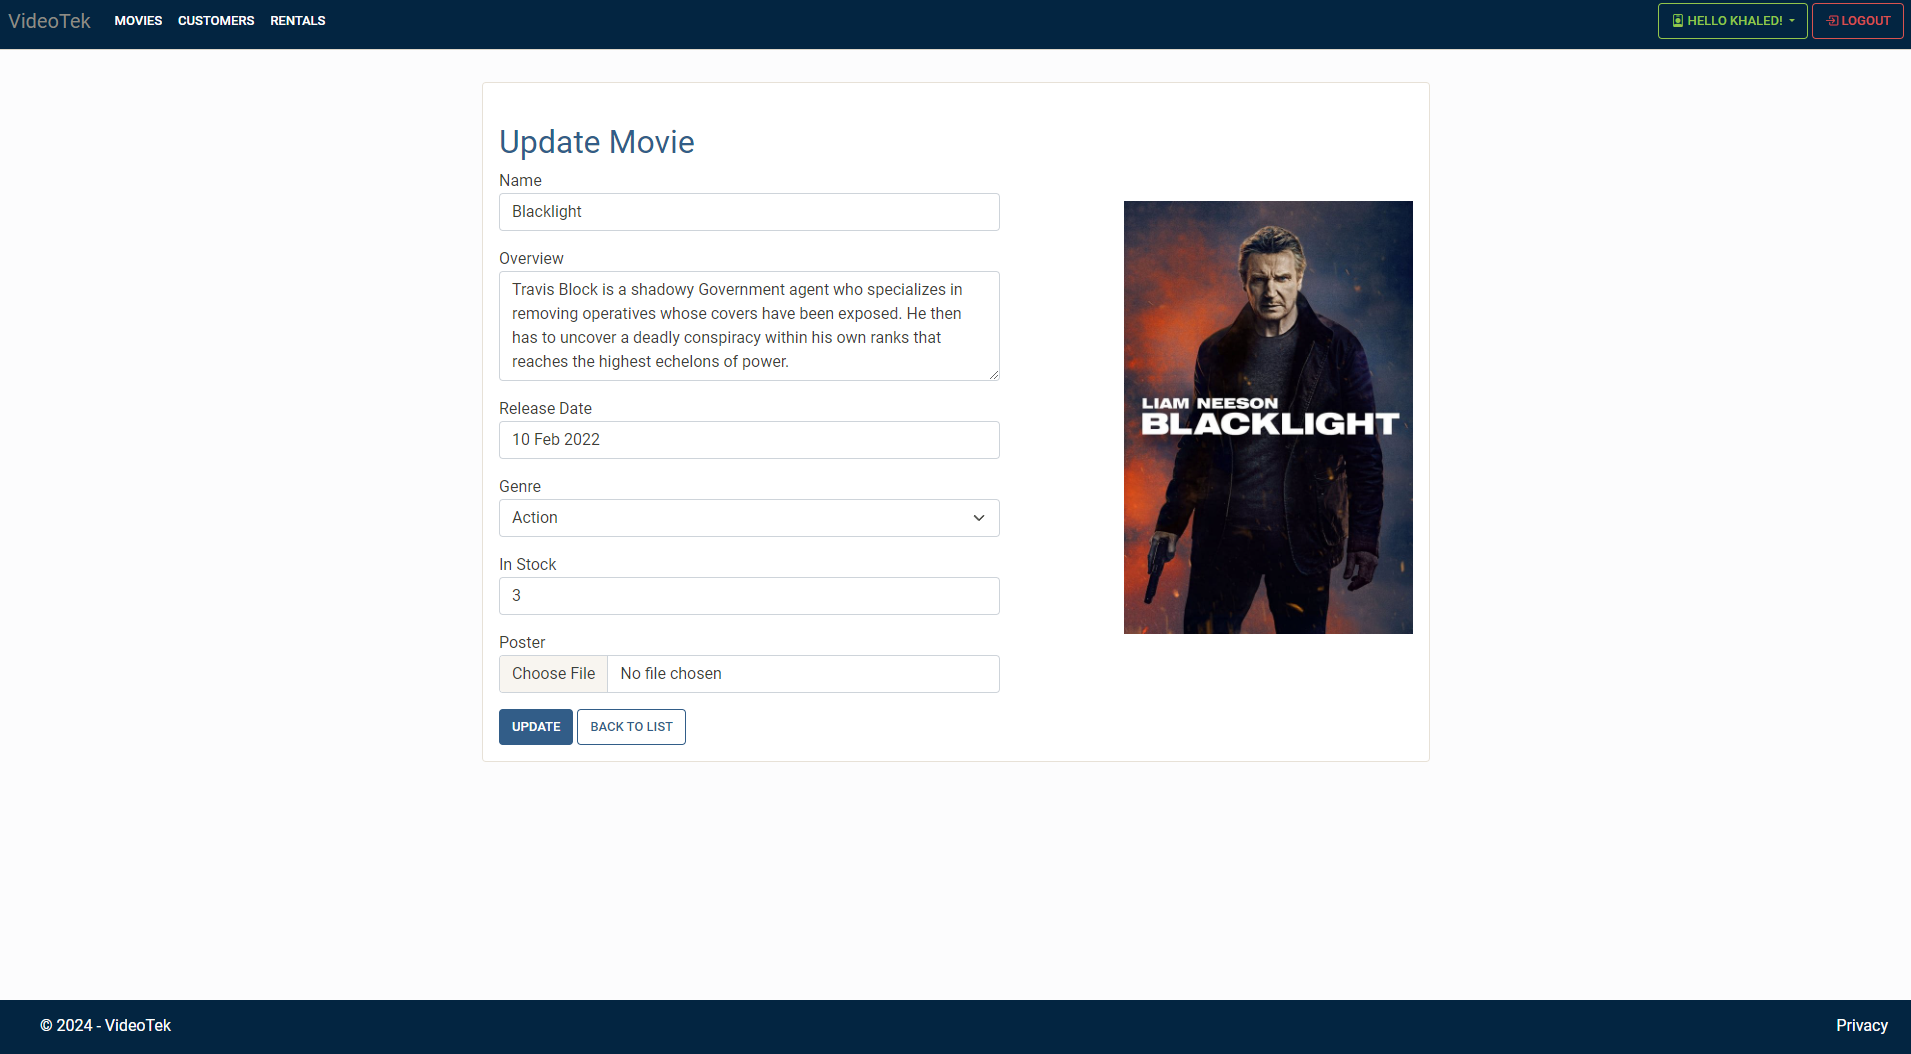 VideoTek
MOVIES
CUSTOMERS
RENTALS
HELLO KHALED!
LOGOUT
Update Movie
Name
Blacklight
Overview
Travis Block is a shadowy Government agent who specializes in
removing operatives whose covers have been exposed. He then
has to uncover a deadly conspiracy within his own ranks that
reaches the highest echelons of power.
Release Date
10 Feb 2022
Genre
Action
In Stock
3
Poster
Choose File
No file chosen
UPDATE
BACK TO LIST
LIAM NEESON
BLACKLIGHT
© 2024 - VideoTek
Privacy